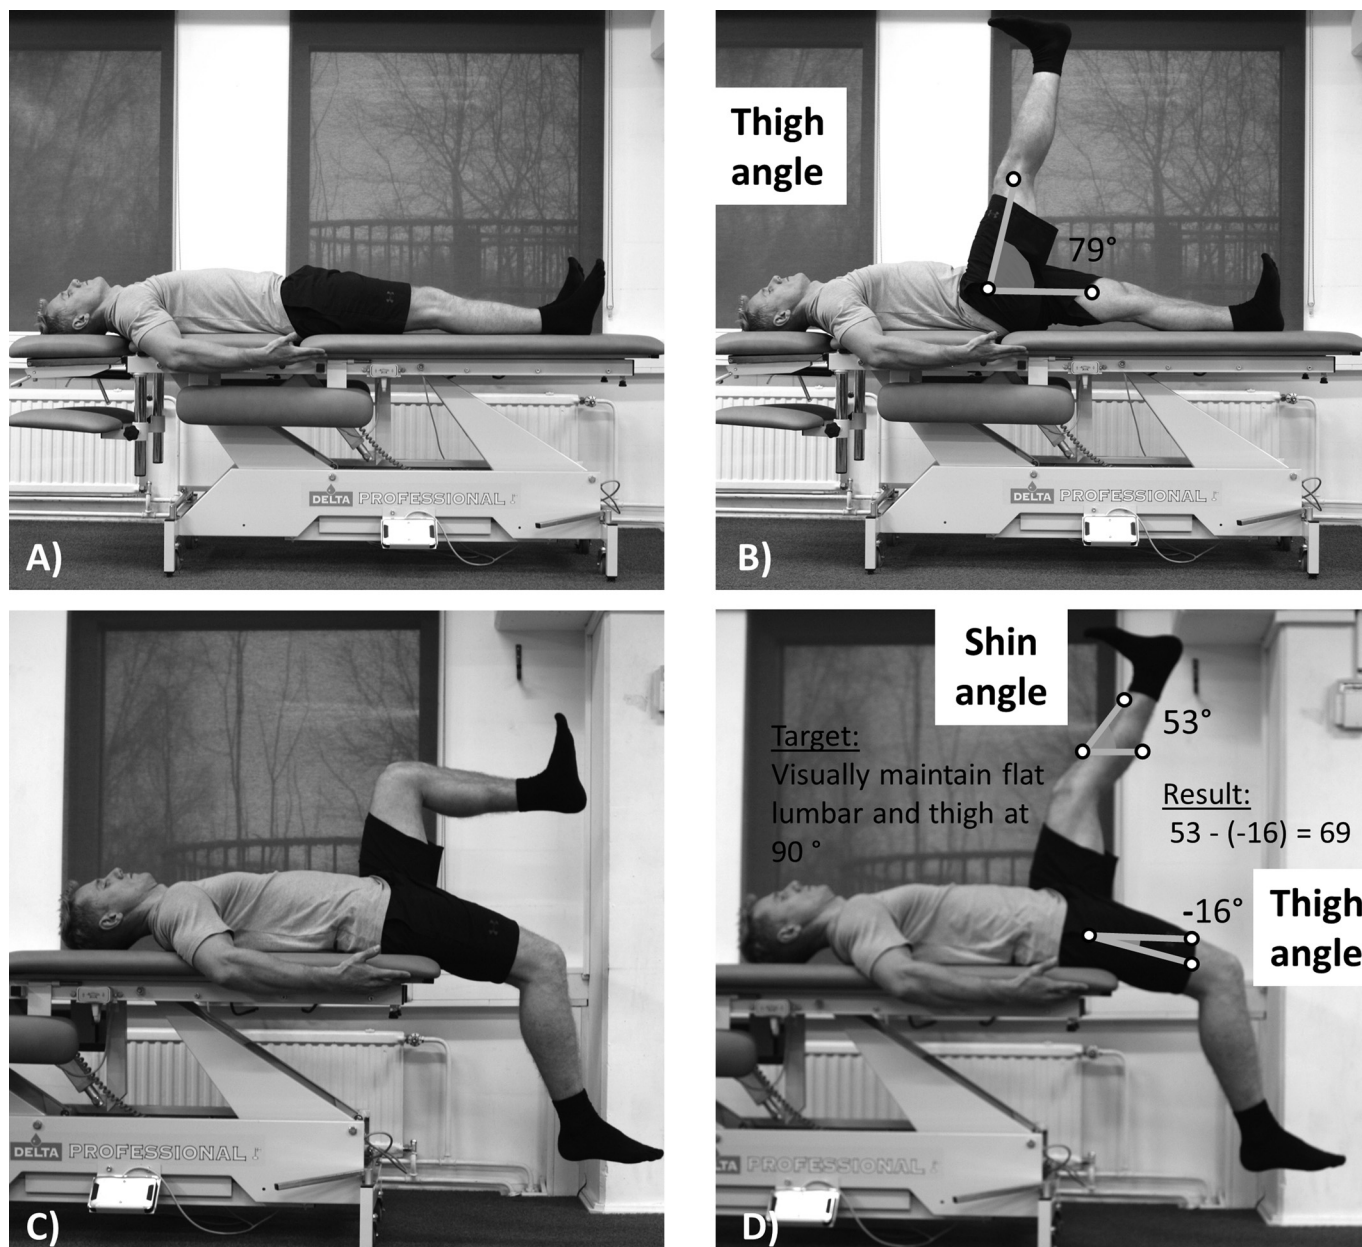 Thigh
angle
79°
DELTA PROFESSIONAL
A)
DELTA PROFESSIONAL
B)
DELTA PROFESSIONAL
C)
Shin
angle
53°
Target:
Visually maintain flat
lumbar and thigh at
90 °
Result:
53 - (-16) = 69
-16°
Thigh
angle
LTA PROFESSIONAL
D)